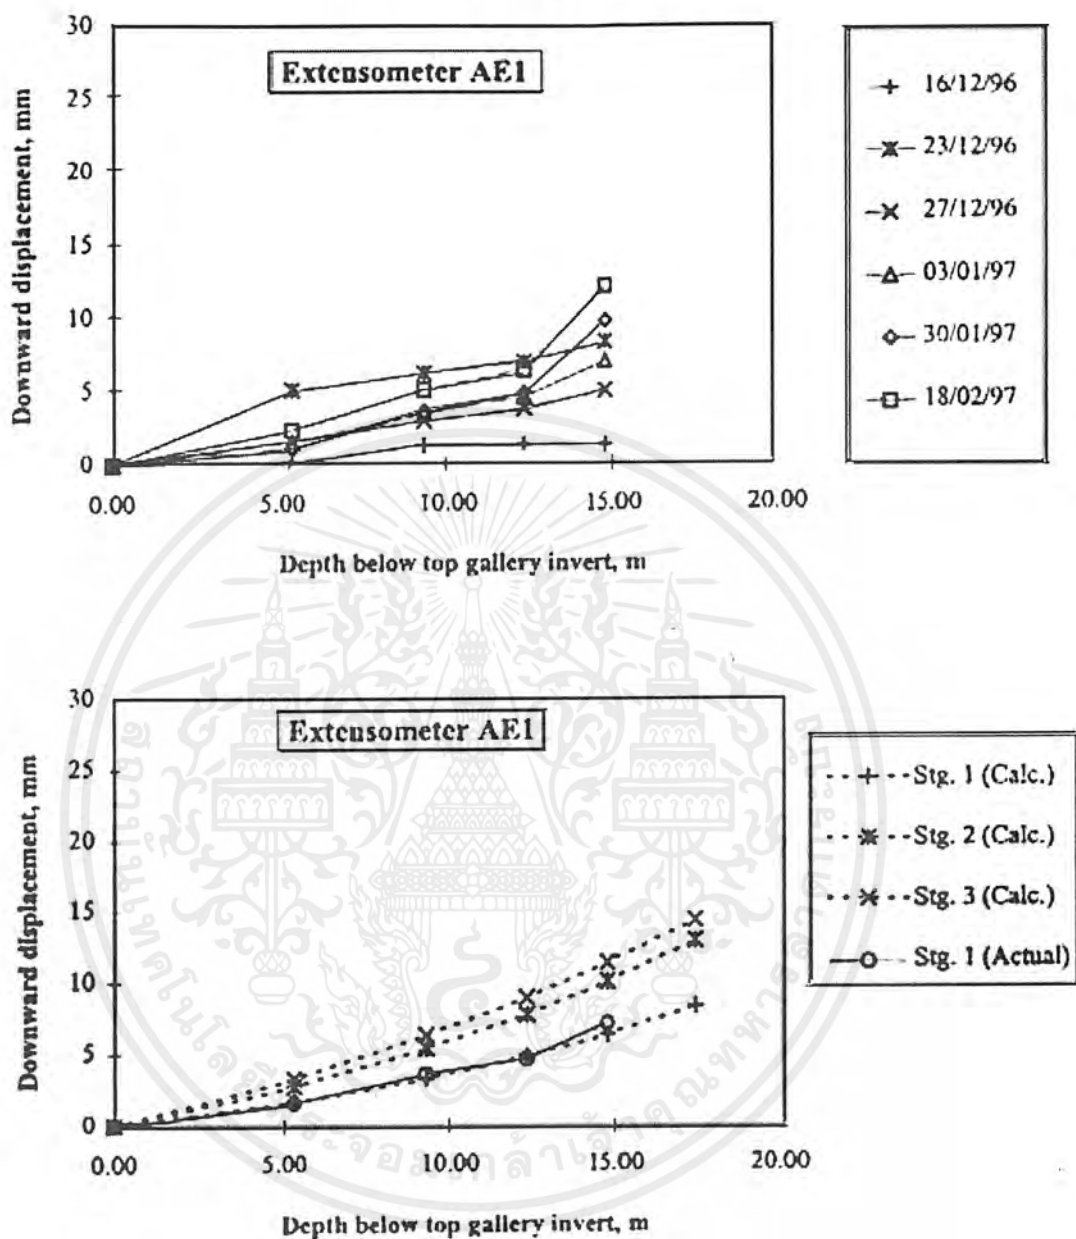 Extensometer AE1
Downward displacement, mm
30
25
20
15
10
5
0
0.00 5.00 10.00 15.00 20.00
Depth below top gallery invert, m
16/12/96
23/12/96
27/12/96
03/01/97
30/01/97
18/02/97
Extensometer AE1
Downward displacement, mm
30
25
20
15
10
5
0
0.00 5.00 10.00 15.00 20.00
Depth below top gallery invert, m
Stg. 1 (Calc.)
Stg. 2 (Calc.)
Stg. 3 (Calc.)
Stg. 1 (Actual)